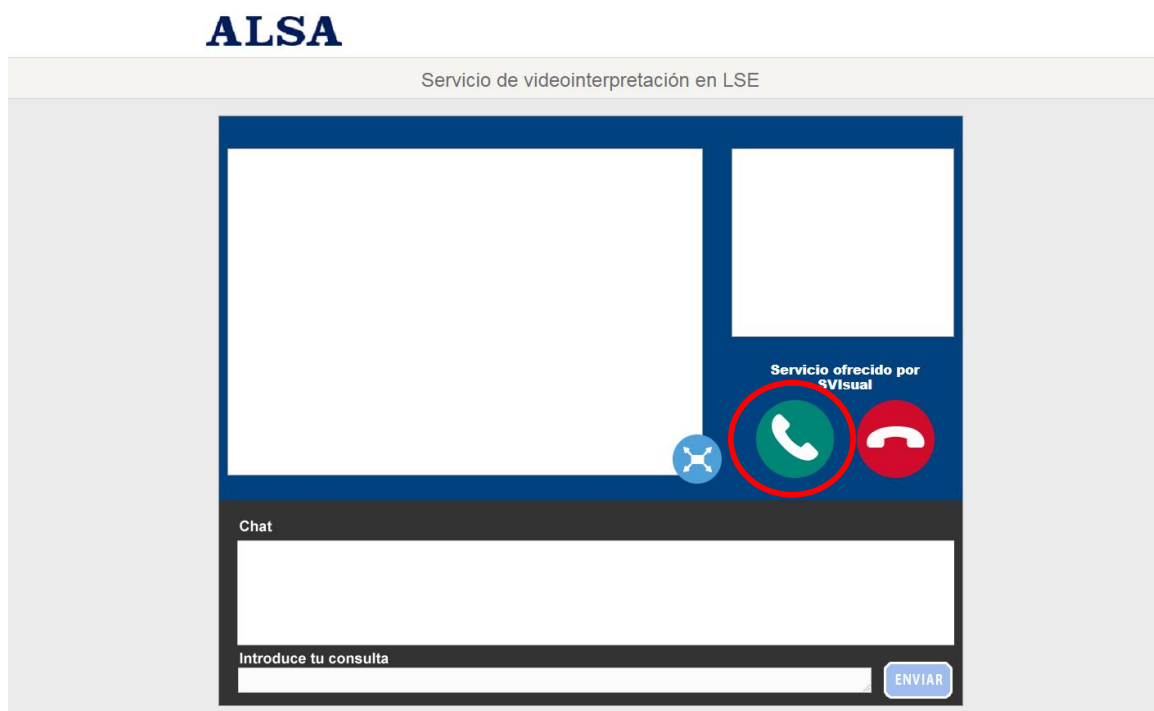 ALSA
Servicio de videointerpretación en LSE
Servicio ofrecido por
SVIsual
Chat
Introduce tu consulta
ENVIAR